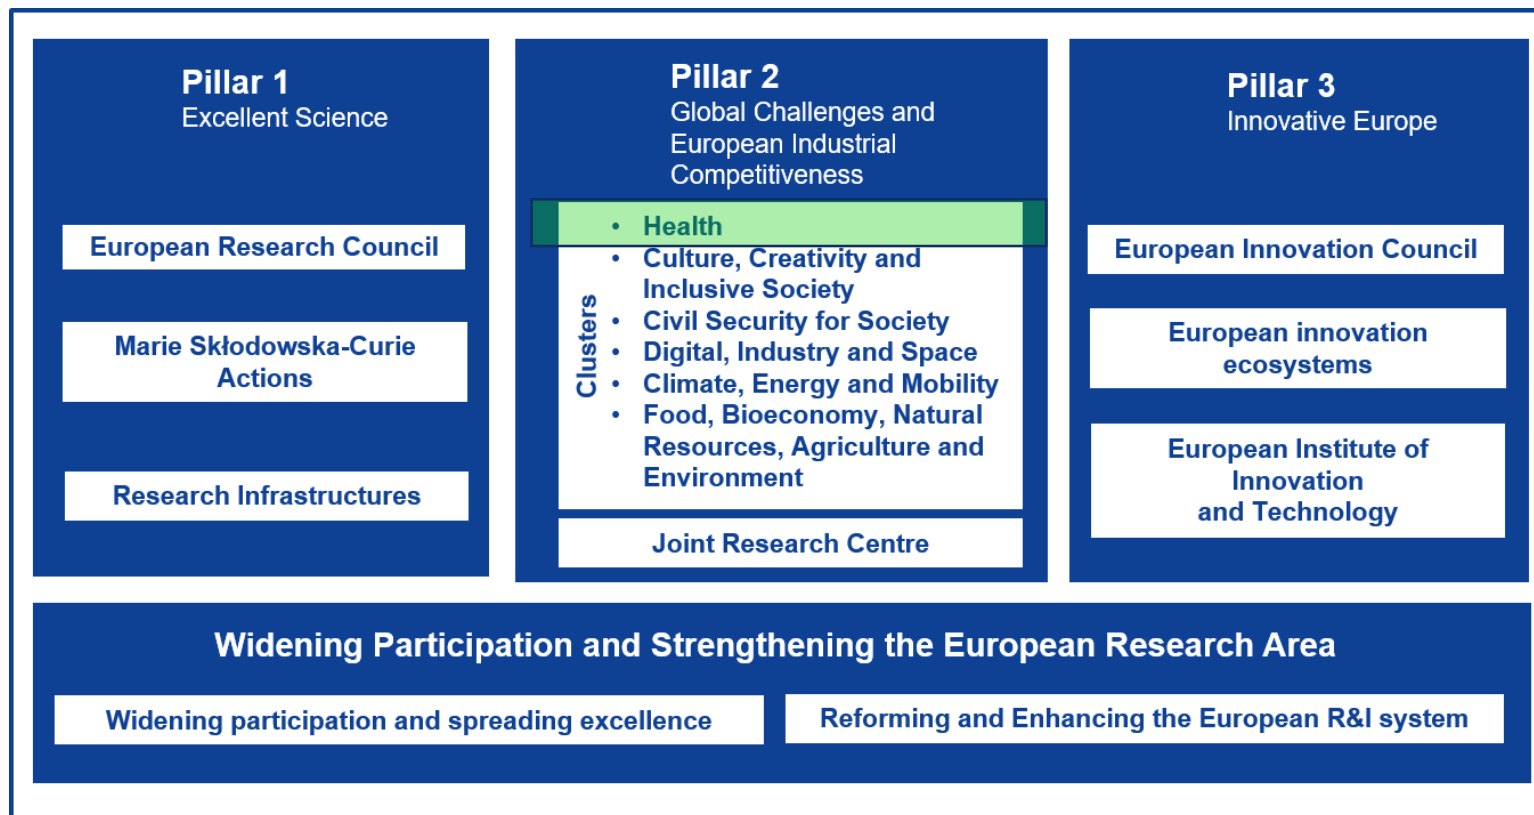 Pillar 1
Excellent Science
European Research Council
Marie Skłodowska-Curie
Actions
Research Infrastructures
Pillar 2
Global Challenges and
European Industrial
Competitiveness
Clusters
• Health
• Culture, Creativity and
Inclusive Society
• Civil Security for Society
• Digital, Industry and Space
• Climate, Energy and Mobility
• Food, Bioeconomy, Natural
Resources, Agriculture and
Environment
Joint Research Centre
Pillar 3
Innovative Europe
European Innovation Council
European innovation
ecosystems
European Institute of
Innovation
and Technology
Widening Participation and Strengthening the European Research Area
Widening participation and spreading excellence
Reforming and Enhancing the European R&I system